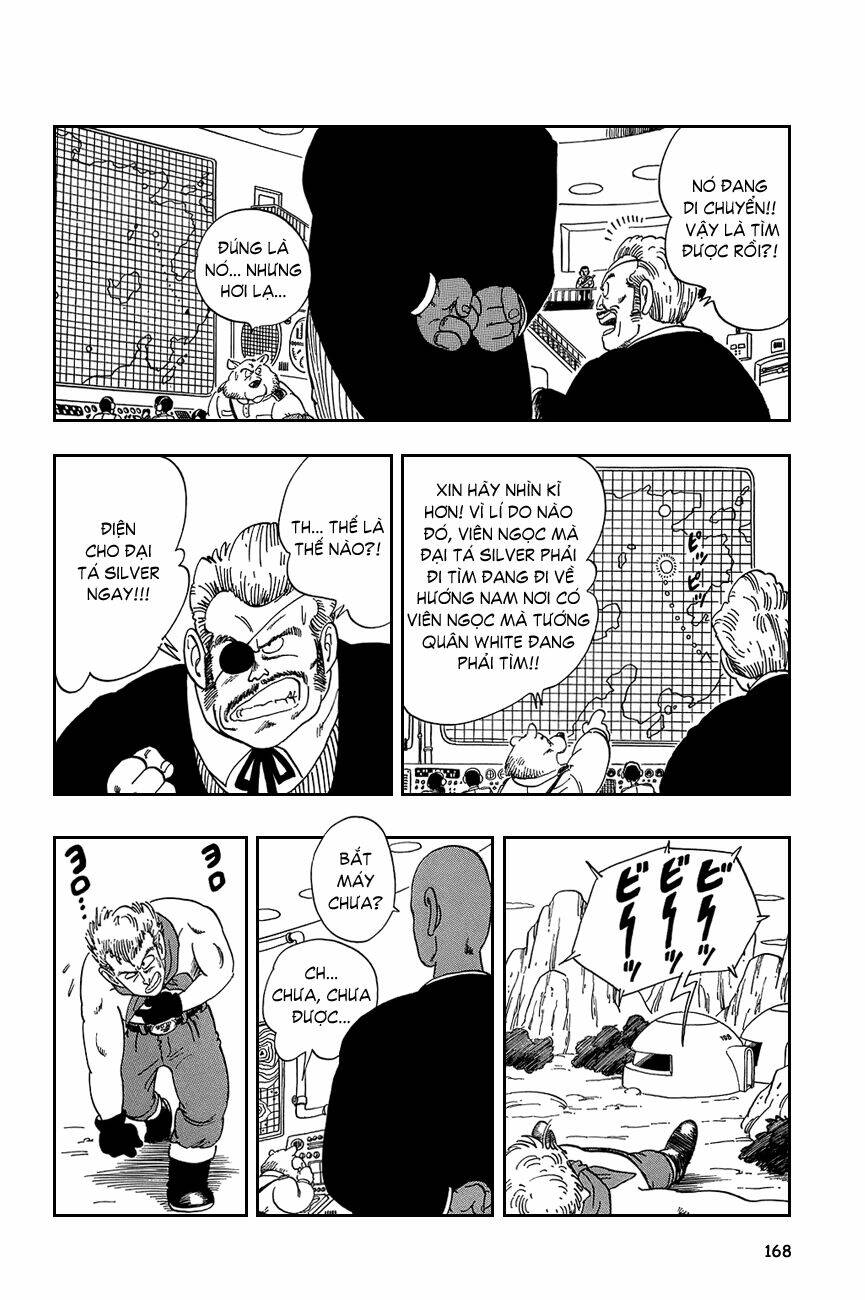 NÓ ĐANG
DI CHUYỂN!!
VẬY LÀ TÌM
ĐƯỢC RỒI?!
ĐÚNG LÀ
NÓ... NHƯNG
HƠI LẠ...
XIN HÃY NHÌN KĨ
HƠN! VÌ LÍ DO NÀO
ĐÓ, VIÊN NGỌC MÀ
ĐẠI TÁ SILVER PHẢI
ĐI TÌM ĐANG ĐI VỀ
HƯỚNG NAM NƠI CÓ
VIÊN NGỌC MÀ TƯỚNG
QUÂN WHITE ĐANG
PHẢI TÌM!!
ピッピッ
TH... THẾ LÀ
THẾ NÀO?!
ĐIỆN
CHO ĐẠI
TÁ SILVER
NGAY!!!
ビーッ
ビーッ
ビーッ
BẮT
MÁY
CHƯA?
CH...
CHƯA, CHƯA
ĐƯỢC...
ヨロ
ヨロ...
168